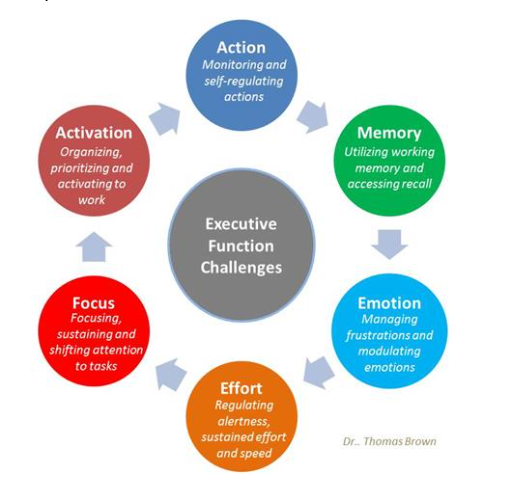 Action
Monitoring and
self-regulating
actions
Memory
Utilizing working
memory and
accessing recall
Emotion
Managing
frustrations and
modulating
emotions
Effort
Regulating
alertness,
sustained effort
and speed
Focus
Focusing,
sustaining and
shifting attention
to tasks
Activation
Organizing,
prioritizing and
activating to
work
Executive
Function
Challenges
Dr.. Thomas Brown